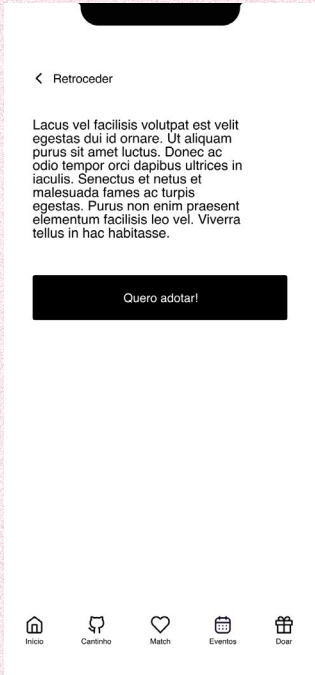 Retroceder
Lacus vel facilisis volutpat est velit
egestas dui id ornare. Ut aliquam
purus sit amet luctus. Donec ac
odio tempor orci dapibus ultrices in
iaculis. Senectus et netus et
malesuada fames ac turpis
egestas. Purus non enim praesent
elementum facilisis leo vel. Viverra
tellus in hac habitasse.
Quero adotar!
Início
Cantinho
Match
Eventos
Doar